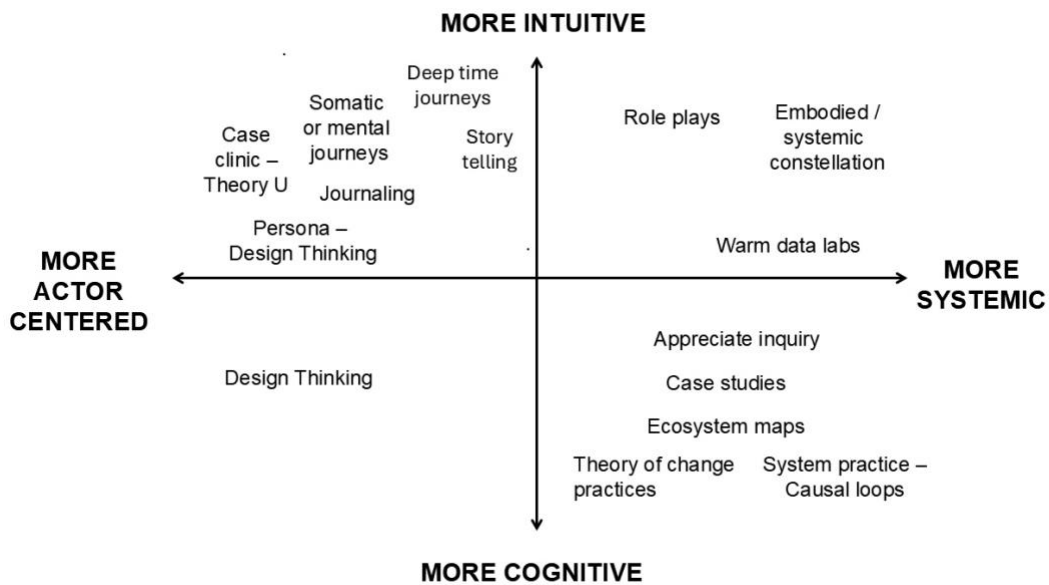 MORE INTUITIVE
Deep time
journeys
Somatic
or mental
journeys
Case
clinic –
Theory U
Story
telling
Journaling
Persona –
Design Thinking
Role plays
Embodied /
systemic
constellation
Warm data labs
MORE
ACTOR
CENTERED
MORE
SYSTEMIC
Design Thinking
Appreciate inquiry
Case studies
Ecosystem maps
Theory of change
practices
System practice –
Causal loops
MORE COGNITIVE